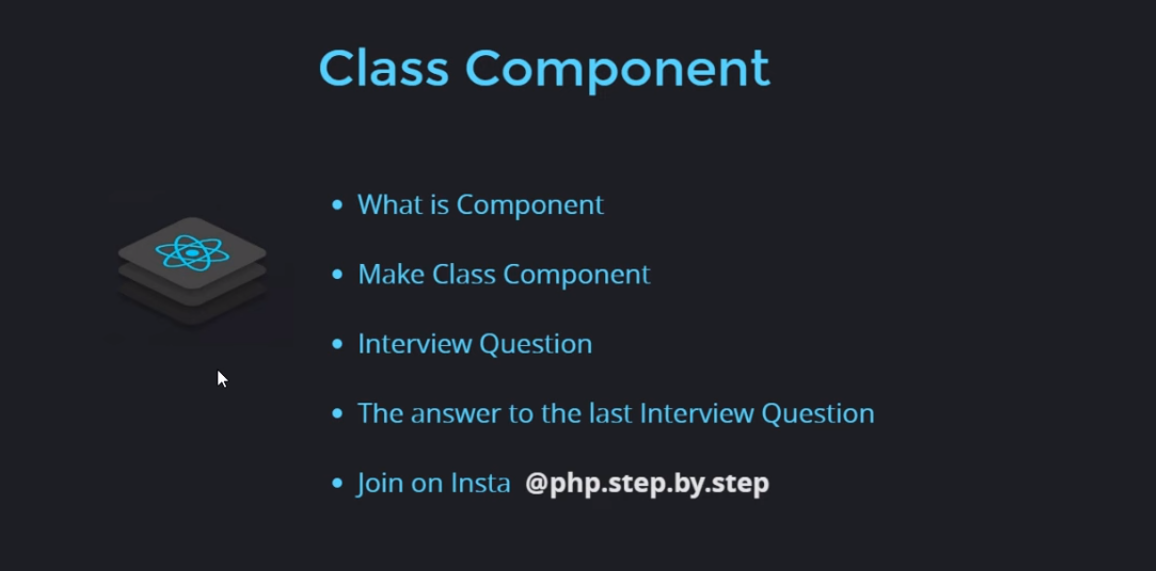 Class Component
What is Component
Make Class Component
Interview Question
The answer to the last Interview Question
Join on Insta @php.step.by.step